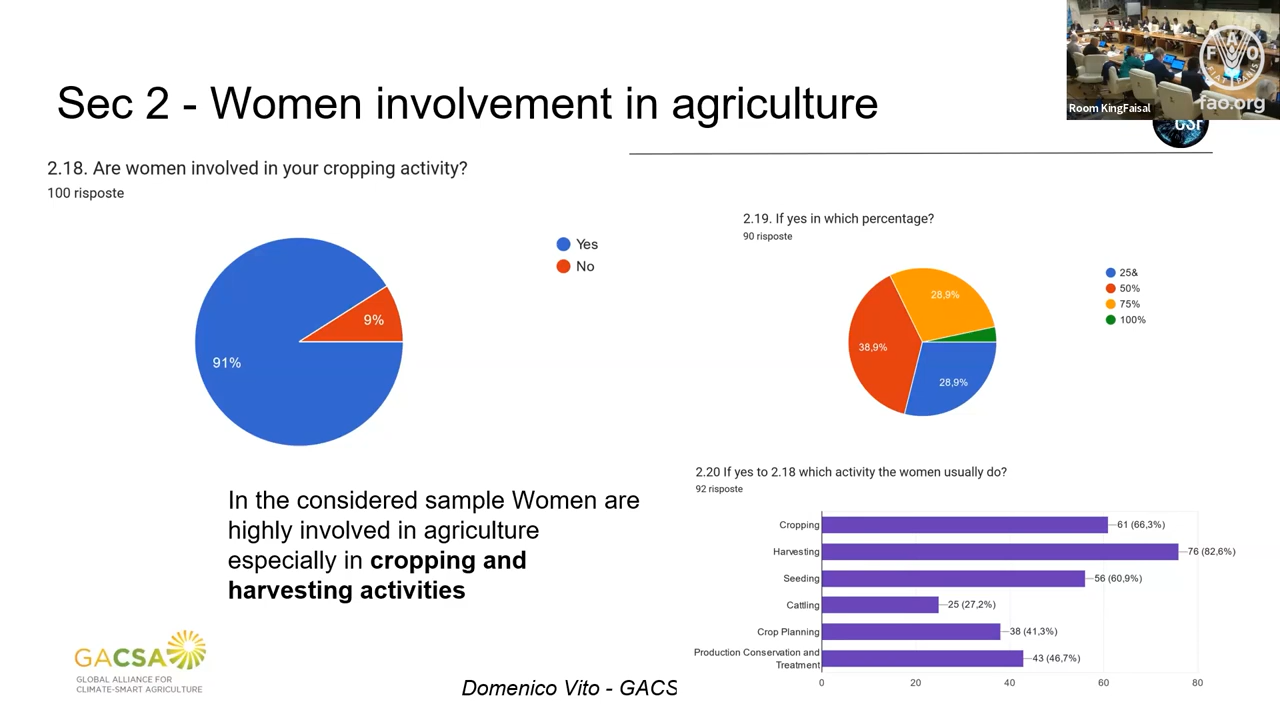 Sec 2 - Women involvement in agriculture
F A O
FIAT PANIS
fao.org
Room KingFaisal
2.18. Are women involved in your cropping activity?
100 risposte
Yes
No
9%
91%
2.19. If yes in which percentage?
90 risposte
25&
50%
75%
100%
28,9%
38,9%
28,9%
In the considered sample Women are
highly involved in agriculture
especially in cropping and
harvesting activities
2.20 If yes to 2.18 which activity the women usually do?
92 risposte
Cropping 61 (66,3%)
Harvesting 76 (82,6%)
Seeding 56 (60,9%)
Cattling 25 (27,2%)
Crop Planning 38 (41,3%)
Production Conservation and
Treatment 43 (46,7%)
0 20 40 60 80
GACSA
GLOBAL ALLIANCE FOR
CLIMATE-SMART AGRICULTURE
Domenico Vito - GACS